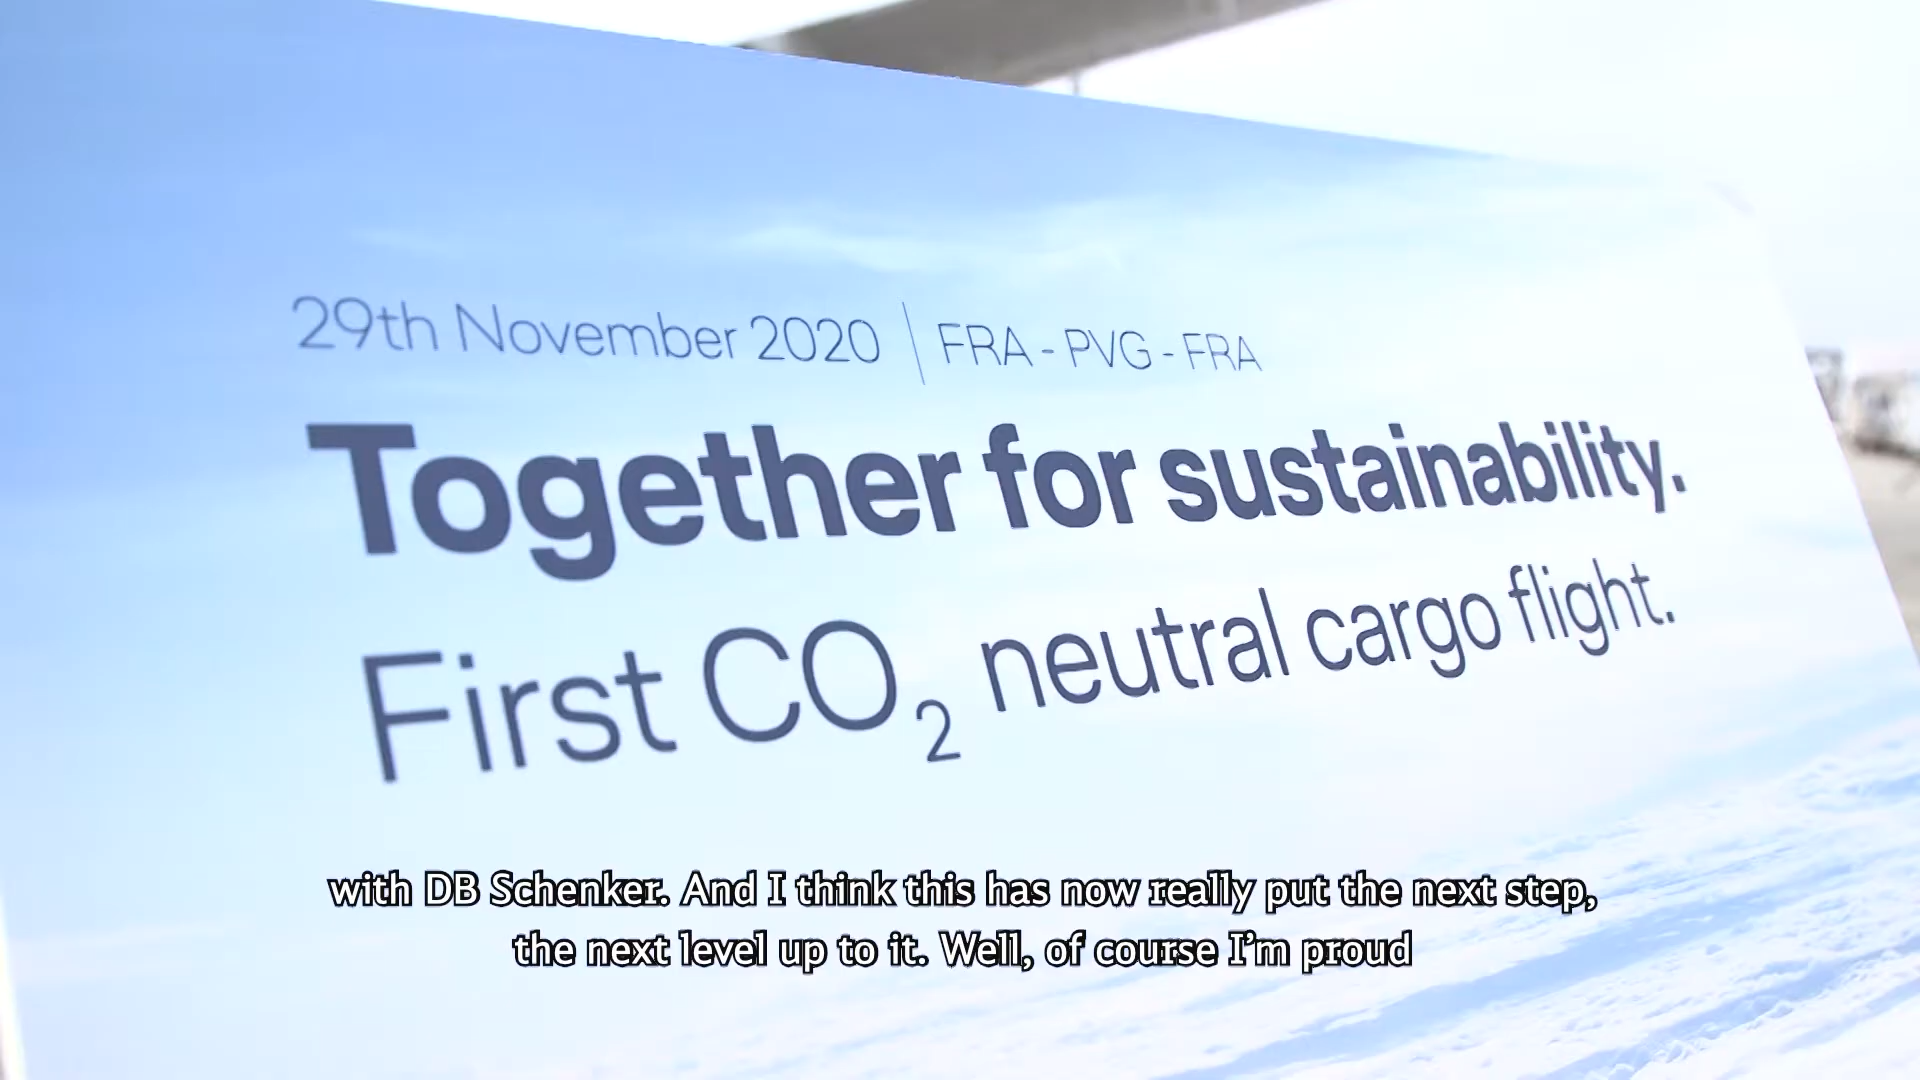 29th November 2020 | FRA - PVG - FRA
Together for sustainability.
First CO₂ neutral cargo flight.
with DB Schenker. And I think this has now really put the next step,
the next level up to it. Well, of course I'm proud